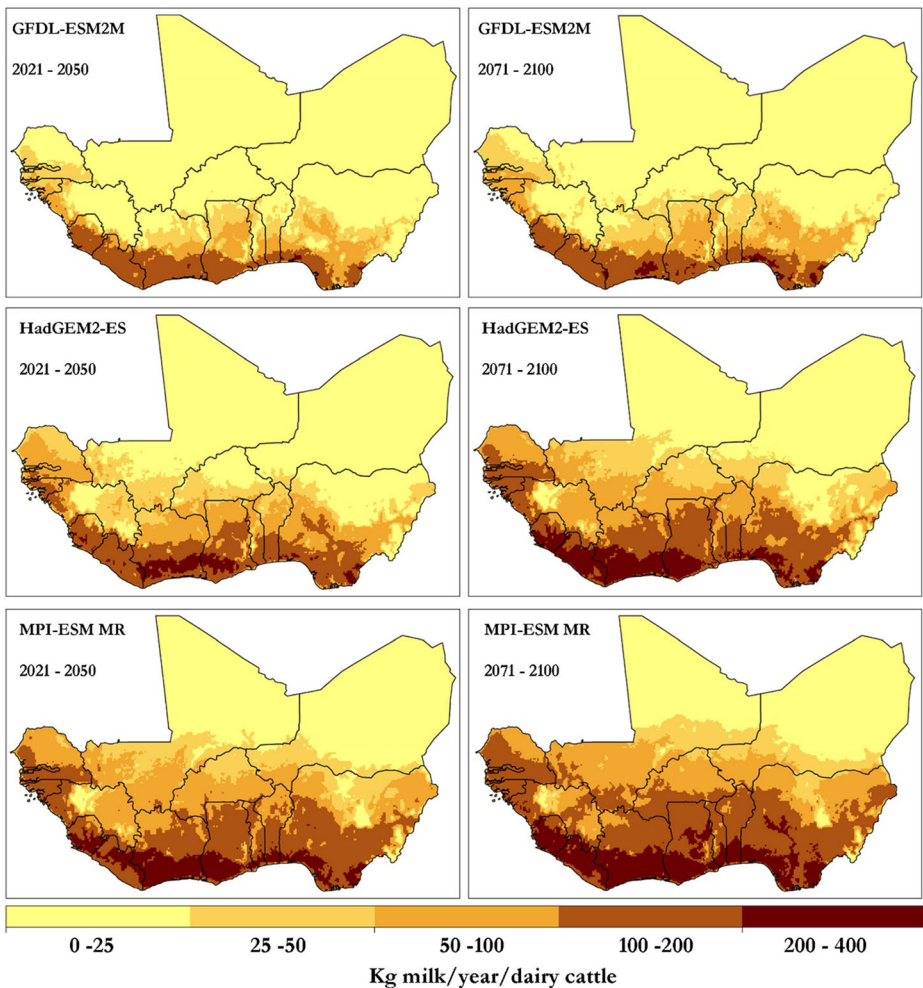 GFDL-ESM2M
2021 - 2050
GFDL-ESM2M
2071 - 2100
HadGEM2-ES
2021 - 2050
HadGEM2-ES
2071 - 2100
MPI-ESM MR
2021 - 2050
MPI-ESM MR
2071 - 2100
0 -25 25 -50 50 -100 100 -200 200 - 400
Kg milk/year/dairy cattle